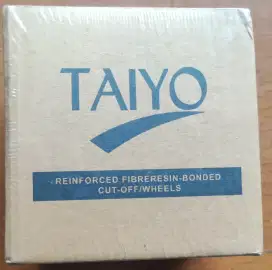 TAIYO
REINFORCED FIBRERESIN-BONDED
CUT-OFF/WHEELS